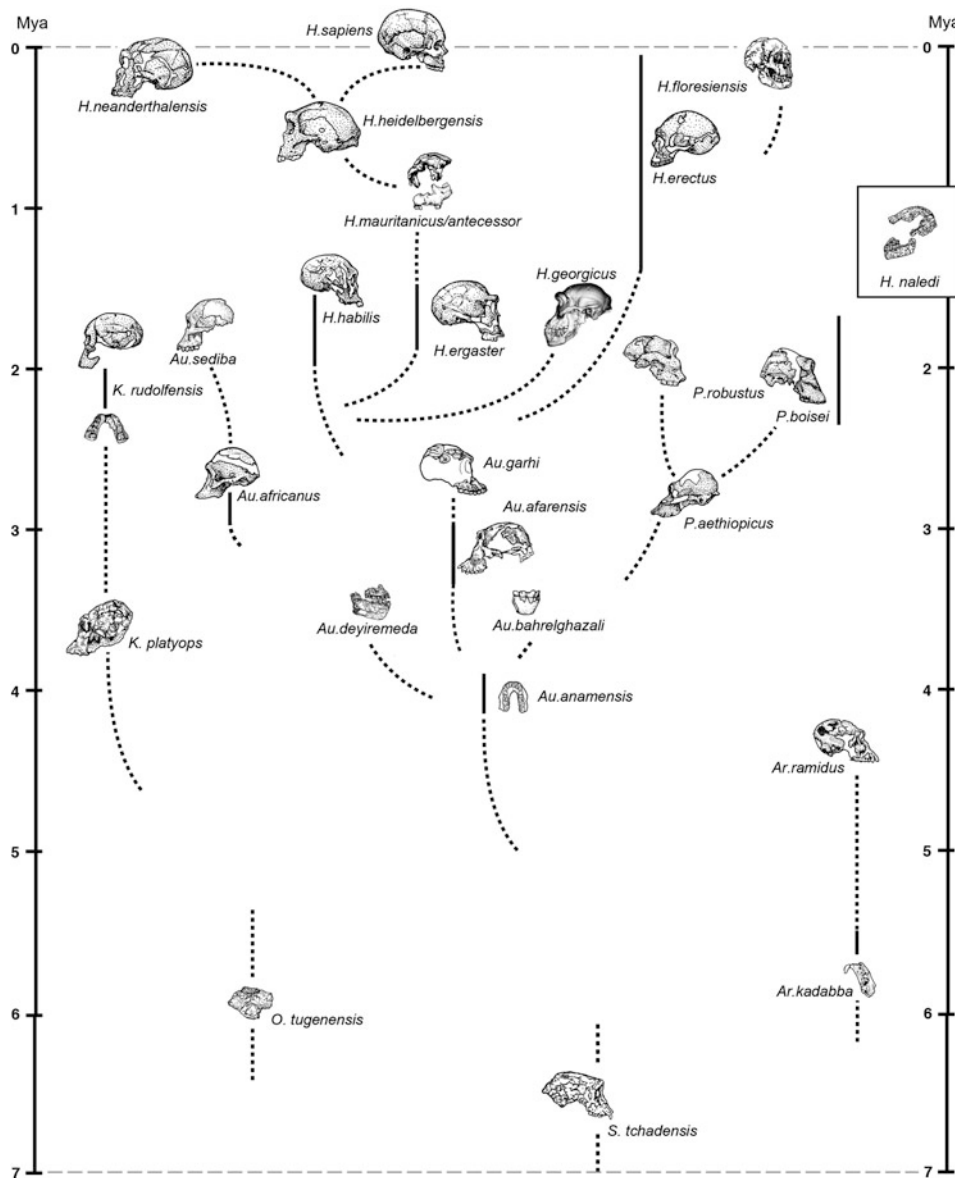 Mya
Mya
0
0
H.sapiens
H.neanderthalensis
H.floresiensis
H.heidelbergensis
H.erectus
1
1
H.mauritanicus/antecessor
H. naledi
H.georgicus
H.habilis
H.ergaster
Au.sediba
2
2
K. rudolfensis
P.robustus
P.boisei
Au.garhi
Au.africanus
Au.afarensis
P.aethiopicus
3
3
Au.deyiremeda
Au.bahrelghazali
K. platyops
4
4
Au.anamensis
Ar.ramidus
5
5
Ar.kadabba
6
6
O. tugenensis
S. tchadensis
7
7